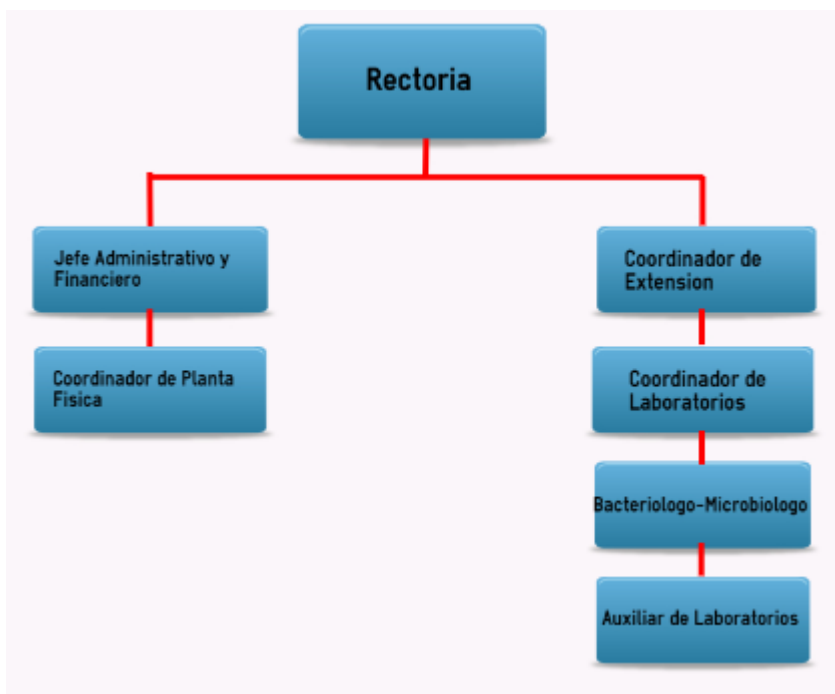 Rectoria
Jefe Administrativo y
Financiero
Coordinador de Planta
Fisica
Coordinador de
Extension
Coordinador de
Laboratorios
Bacteriologo-Microbiologo
Auxiliar de Laboratorios